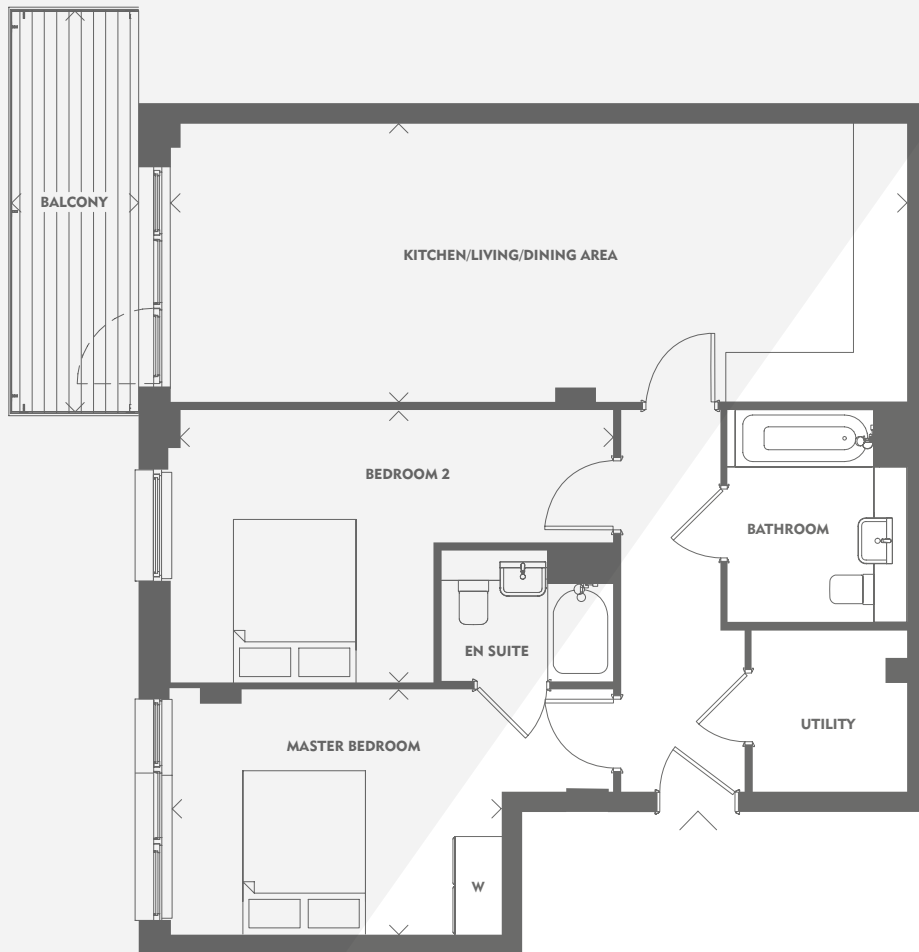 BALCONY
KITCHEN/LIVING/DINING AREA
BEDROOM 2
BATHROOM
EN SUITE
UTILITY
MASTER BEDROOM
W